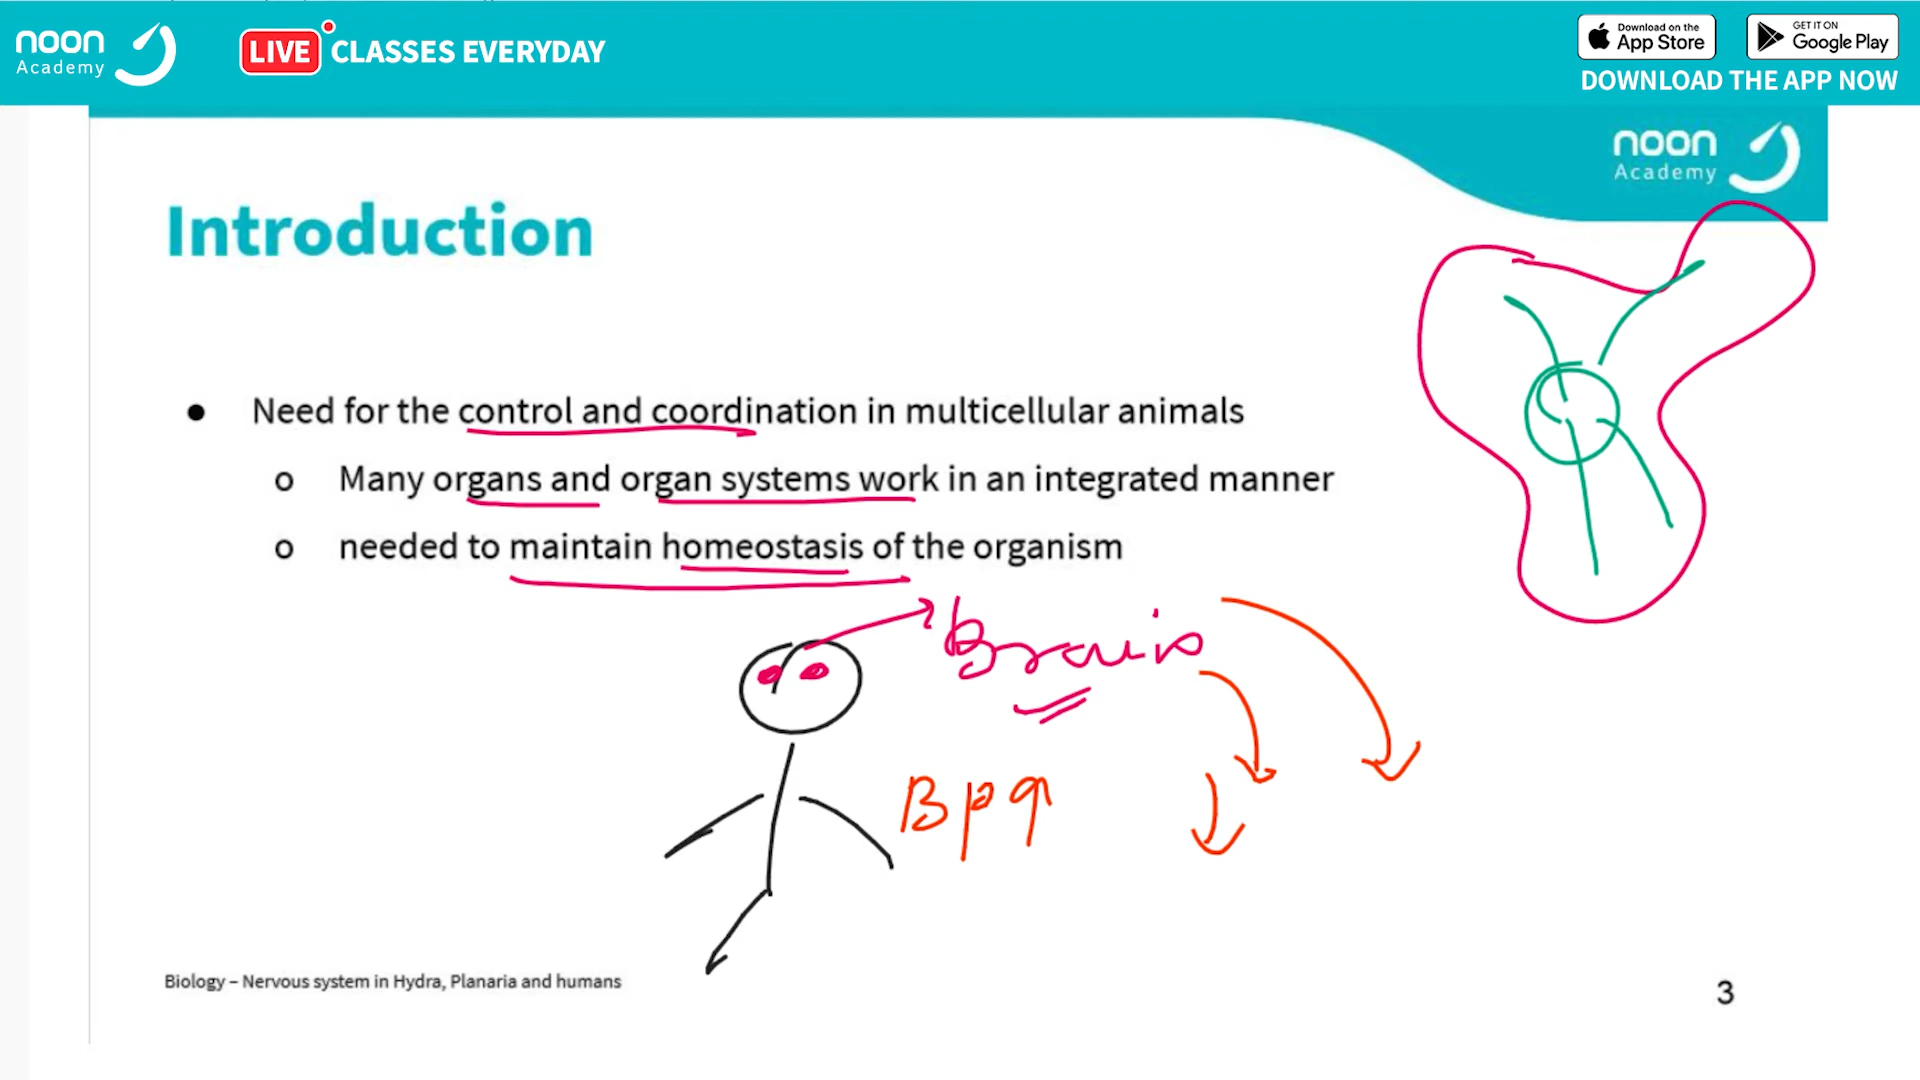 noon
Academy
LIVE CLASSES EVERYDAY
Download on the
App Store
GET IT ON
Google Play
DOWNLOAD THE APP NOW
noon
Academy
Introduction
● Need for the control and coordination in multicellular animals
o Many organs and organ systems work in an integrated manner
o needed to maintain homeostasis of the organism
Brain
BP↑
Biology – Nervous system in Hydra, Planaria and humans
3